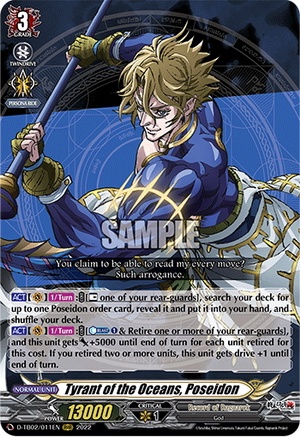 3
GRADE
TWINDRIVE
PERSONA RIDE
SAMPLE
You claim to be able to read my every move?
Such arrogance.
ACT 1/Turn one of your rear-guards], search your deck for
up to one Poseidon order card, reveal it and put it into your hand, and
shuffle your deck.
ACT 1/Turn & Retire one or more of your rear-guards],
and this unit gets +5000 until end of turn for each unit retired
for this cost. If you retired two or more units, this unit gets drive +1 until
end of turn.
NORMAL UNIT
Tyrant of the Oceans, Poseidon
D-TB02/011EN RRR 2022
POWER 13000
CRITICAL
1
Record of Ragnarok
God